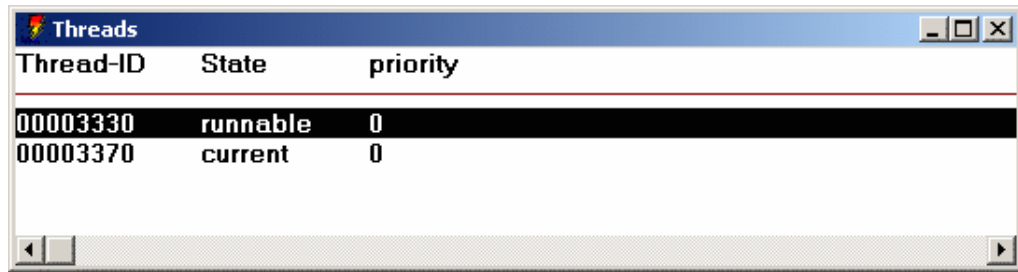 Threads
Thread-ID State priority
00003330 runnable 0
00003370 current 0